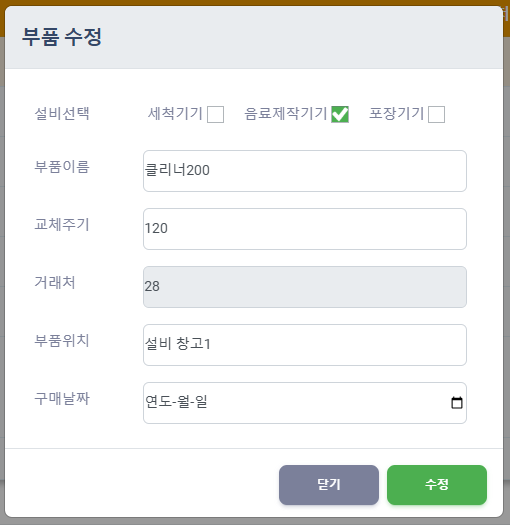 부품 수정
설비선택 세척기기 음료제작기기 포장기기
부품이름 클리너200
교체주기 120
거래처 28
부품위치 설비 창고1
구매날짜 연도-월-일
닫기 수정